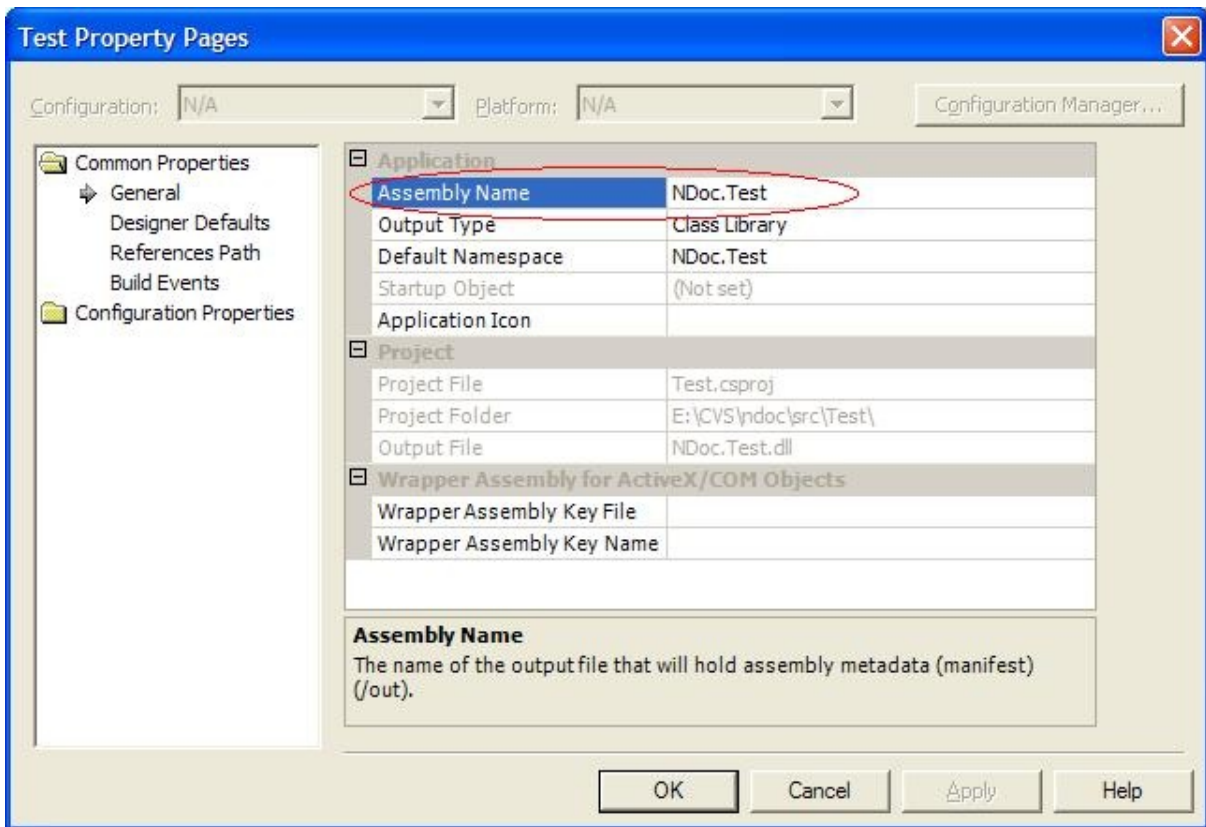 Test Property Pages
Configuration: N/A Platform: N/A Configuration Manager...
Common Properties
General
Designer Defaults
References Path
Build Events
Configuration Properties
Application
Assembly Name NDoc.Test
Output Type Class Library
Default Namespace NDoc.Test
Startup Object (Not set)
Application Icon
Project
Project File Test.csproj
Project Folder E:\CVS\ndoc\src\Test\
Output File NDoc.Test.dll
Wrapper Assembly for ActiveX/COM Objects
Wrapper Assembly Key File
Wrapper Assembly Key Name
Assembly Name
The name of the output file that will hold assembly metadata (manifest)
(/out).
OK Cancel Apply Help